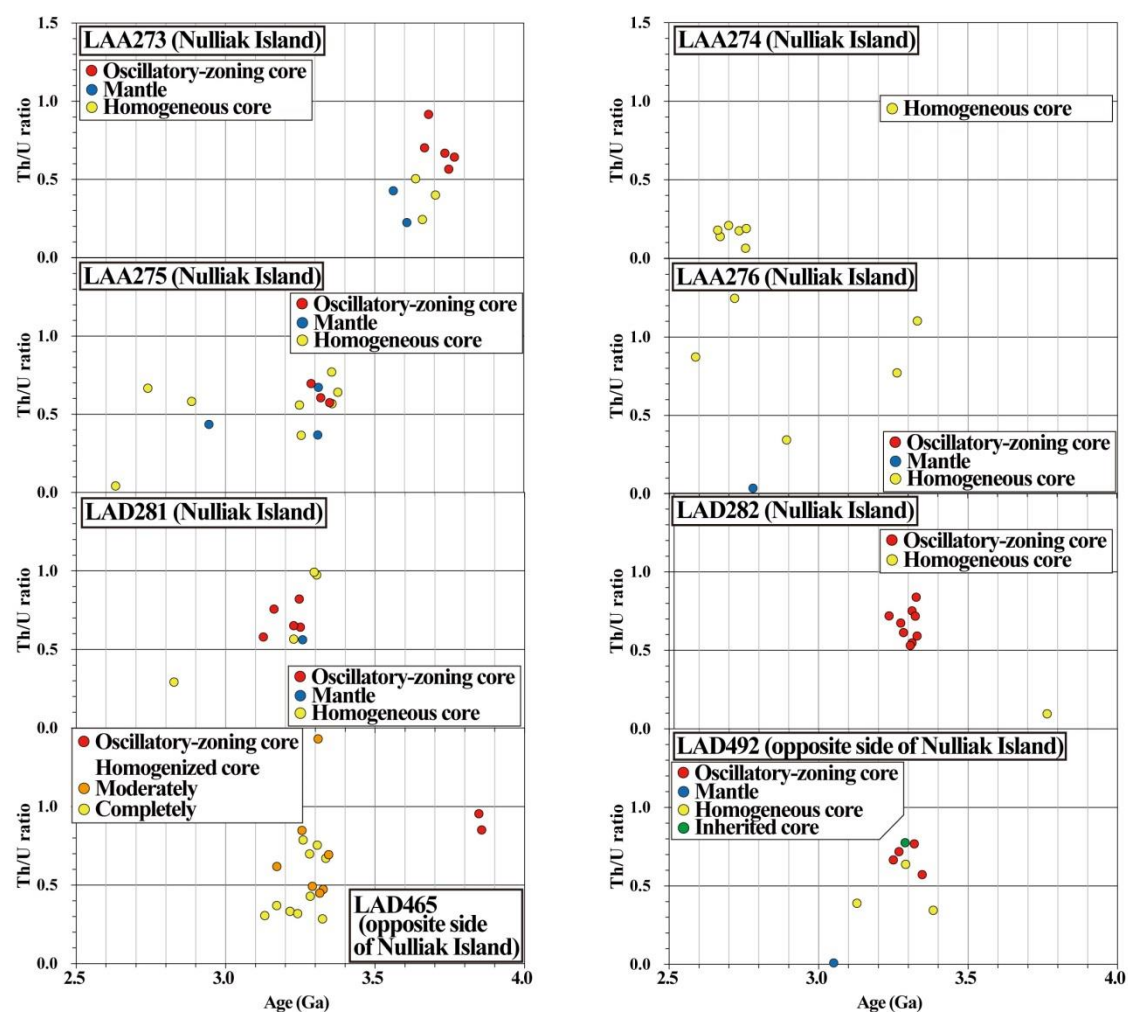 1.5
LAA273 (Nulliak Island)
Oscillatory-zoning core
Mantle
Homogeneous core
1.0
0.5
0.0
Th/U ratio
LAA274 (Nulliak Island)
Homogeneous core
1.5
1.0
0.5
0.0
Th/U ratio
LAA275 (Nulliak Island)
Oscillatory-zoning core
Mantle
Homogeneous core
1.0
0.5
0.0
Th/U ratio
LAA276 (Nulliak Island)
1.0
0.5
0.0
Th/U ratio
Oscillatory-zoning core
Mantle
Homogeneous core
LAD281 (Nulliak Island)
1.0
0.5
0.0
Th/U ratio
Oscillatory-zoning core
Mantle
Homogeneous core
LAD282 (Nulliak Island)
Oscillatory-zoning core
Homogeneous core
1.0
0.5
0.0
Th/U ratio
Oscillatory-zoning core
Homogenized core
Moderately
Completely
1.0
0.5
0.0
Th/U ratio
LAD465
(opposite side
of Nulliak Island)
2.5 3.0 3.5 4.0
Age (Ga)
LAD492 (opposite side of Nulliak Island)
Oscillatory-zoning core
Mantle
Homogeneous core
Inherited core
1.0
0.5
0.0
Th/U ratio
2.5 3.0 3.5 4.0
Age (Ga)